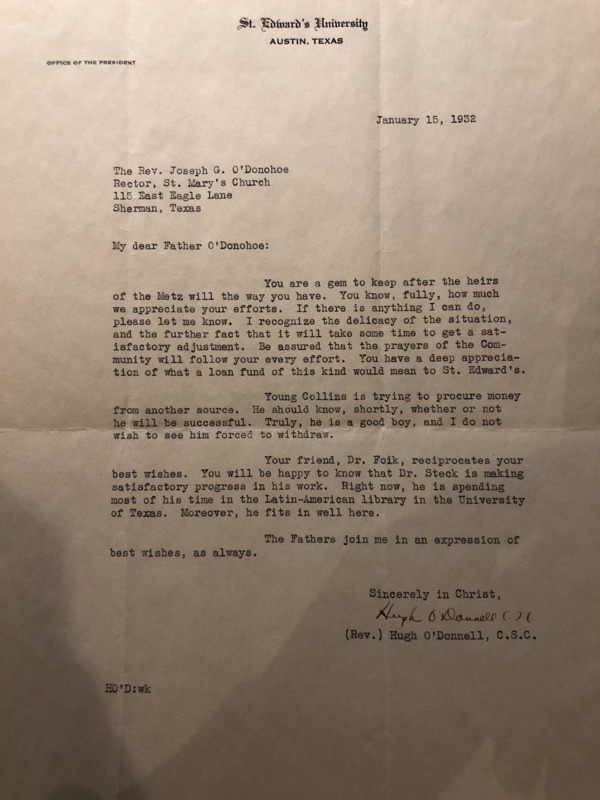 St. Edward's University
AUSTIN, TEXAS
OFFICE OF THE PRESIDENT
January 15, 1932
The Rev. Joseph G. O'Donohoe
Rector, St. Mary's Church
115 East Eagle Lane
Sherman, Texas
My dear Father O'Donohoe:
You are a gem to keep after the heirs
of the Metz will the way you have. You know, fully, how much
we appreciate your efforts. If there is anything I can do,
please let me know. I recognize the delicacy of the situation,
and the further fact that it will take some time to get a sat-
isfactory adjustment. Be assured that the prayers of the Com-
munity will follow your every effort. You have a deep apprecia-
tion of what a loan fund of this kind would mean to St. Edward's.
Young Collins is trying to procure money
from another source. He should know, shortly, whether or not
he will be successful. Truly, he is a good boy, and I do not
wish to see him forced to withdraw.
Your friend, Dr. Foik, reciprocates your
best wishes. You will be happy to know that Dr. Steck is making
satisfactory progress in his work. Right now, he is spending
most of his time in the Latin-American library in the University
of Texas. Moreover, he fits in well here.
The Fathers join me in an expression of
best wishes, as always.
Sincerely in Christ,
Hugh O'Donnell C.S.C.
(Rev.) Hugh O'Donnell, C.S.C.
HO'D:wk